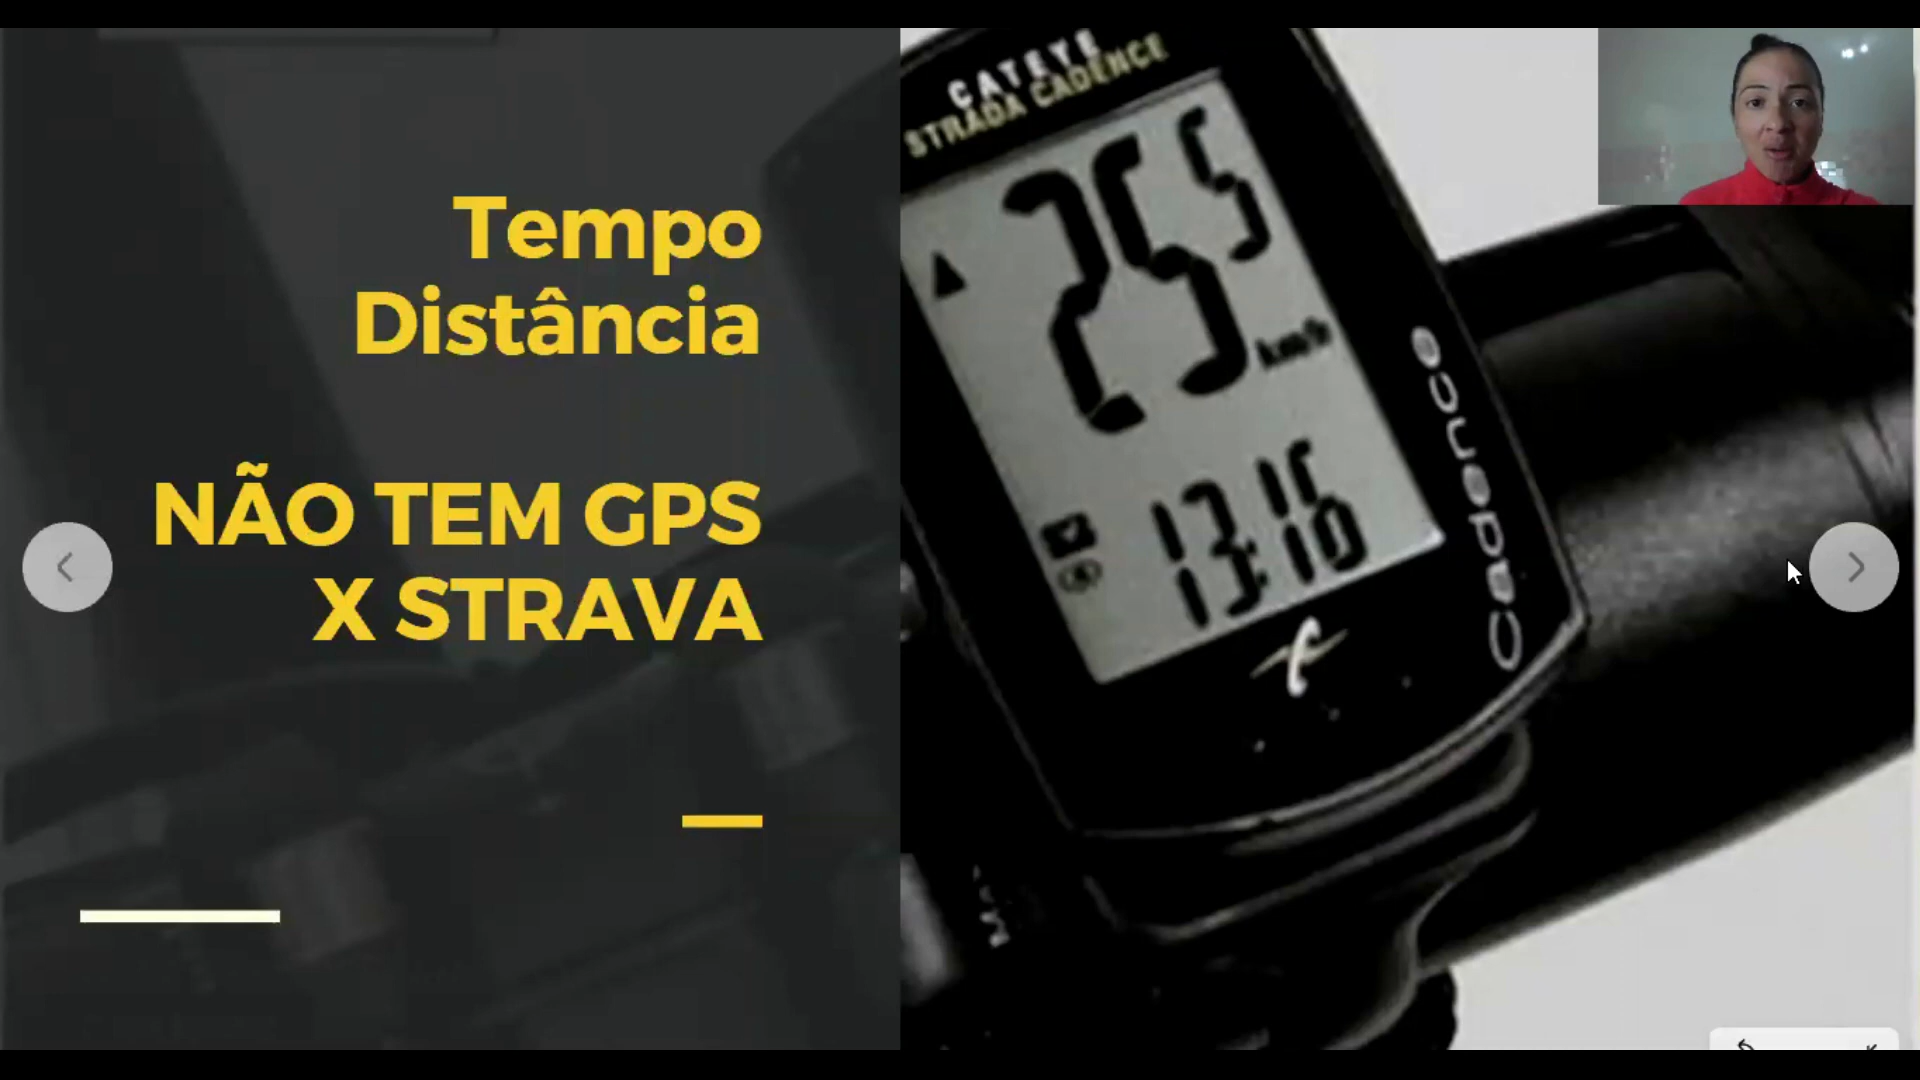 Tempo
Distância
NÃO TEM GPS
X STRAVA
CATEYE
STRADA CADENCE
25 5
km/h
13:16
Cadence